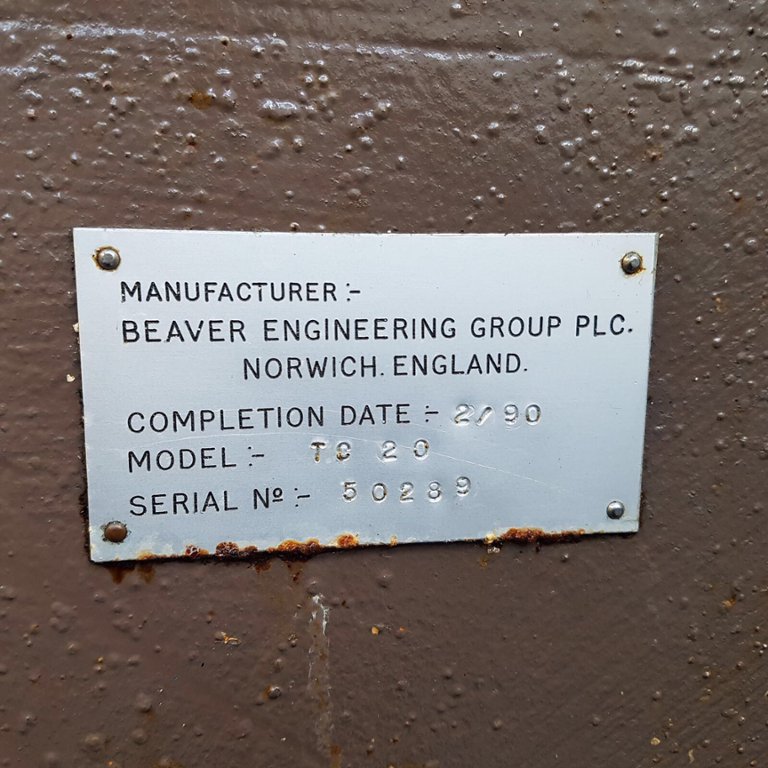 MANUFACTURER :-
BEAVER ENGINEERING GROUP PLC.
NORWICH. ENGLAND.
COMPLETION DATE :- 2/90
MODEL :- TC 20
SERIAL Nº :- 50289